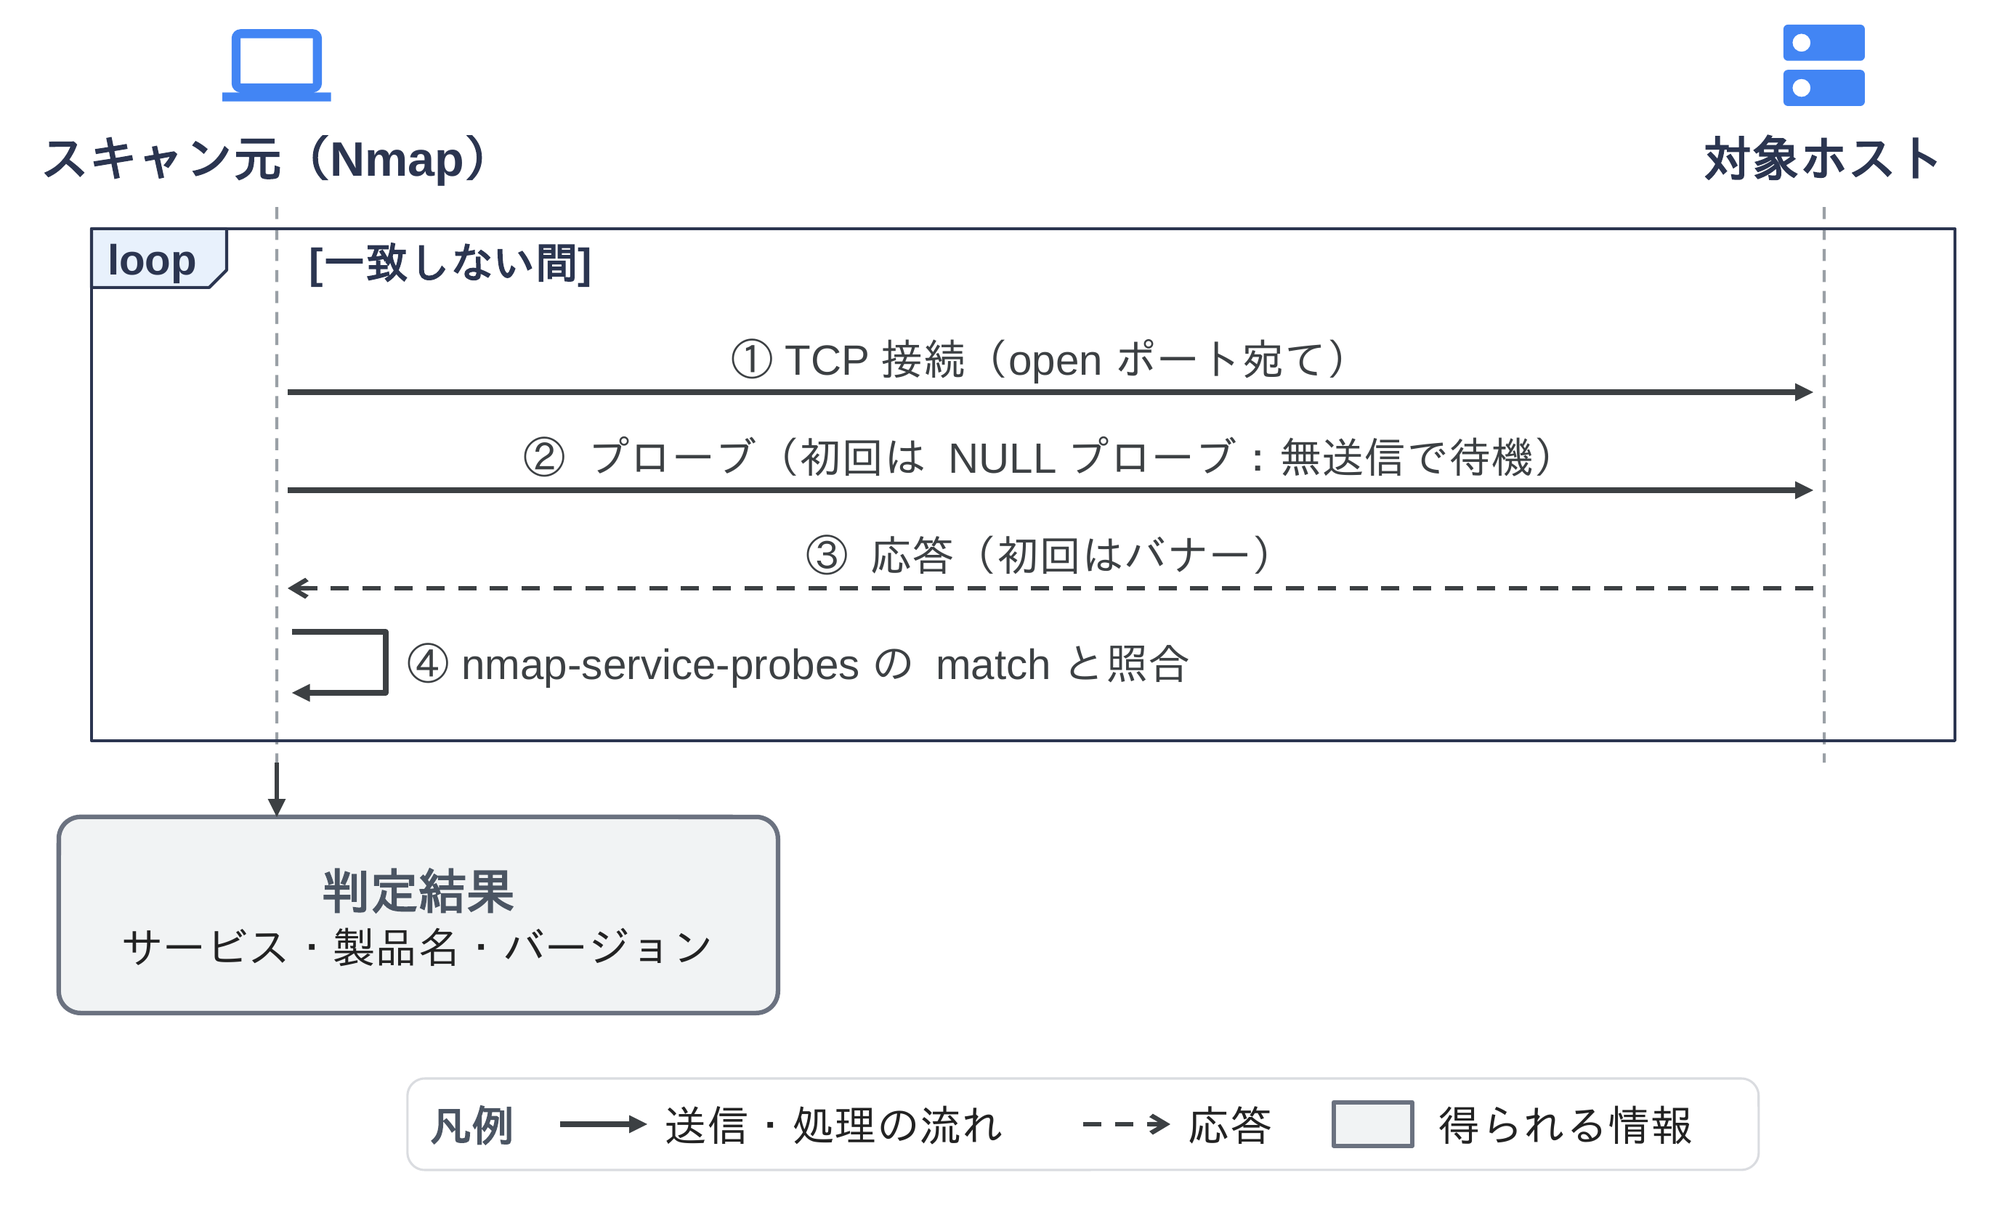 スキャン元（Nmap）
対象ホスト
loop
[一致しない間]
① TCP 接続（open ポート宛て）
② プローブ（初回は NULL プローブ：無送信で待機）
③ 応答（初回はバナー）
④ nmap-service-probes の match と照合
判定結果
サービス・製品名・バージョン
凡例
送信・処理の流れ
応答
得られる情報